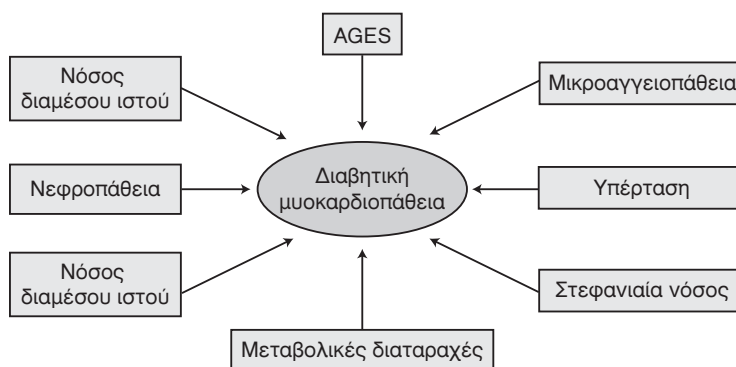 AGES
Νόσος
διαμέσου ιστού
Μικροαγγειοπάθεια
Νεφροπάθεια
Διαβητική
μυοκαρδιοπάθεια
Υπέρταση
Νόσος
διαμέσου ιστού
Στεφανιαία νόσος
Μεταβολικές διαταραχές